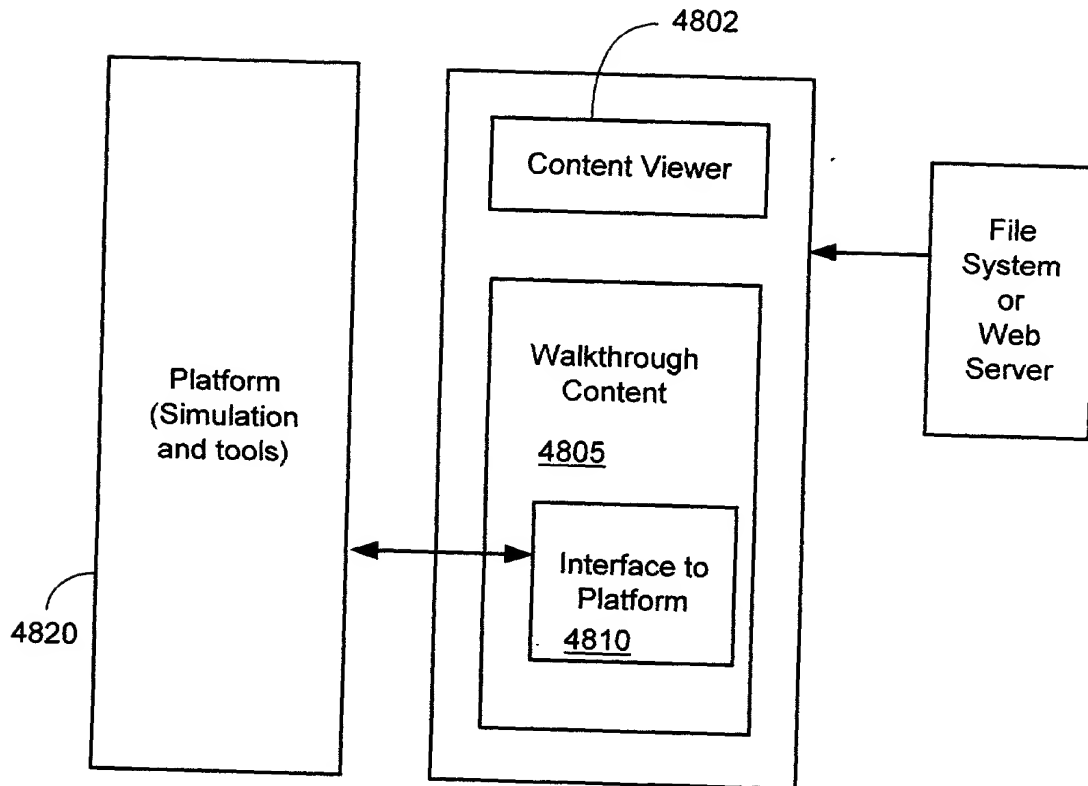 4802
Content Viewer
File
System
or
Web
Server
Walkthrough
Content
4805
Platform
(Simulation
and tools)
Interface to
Platform
4810
4820